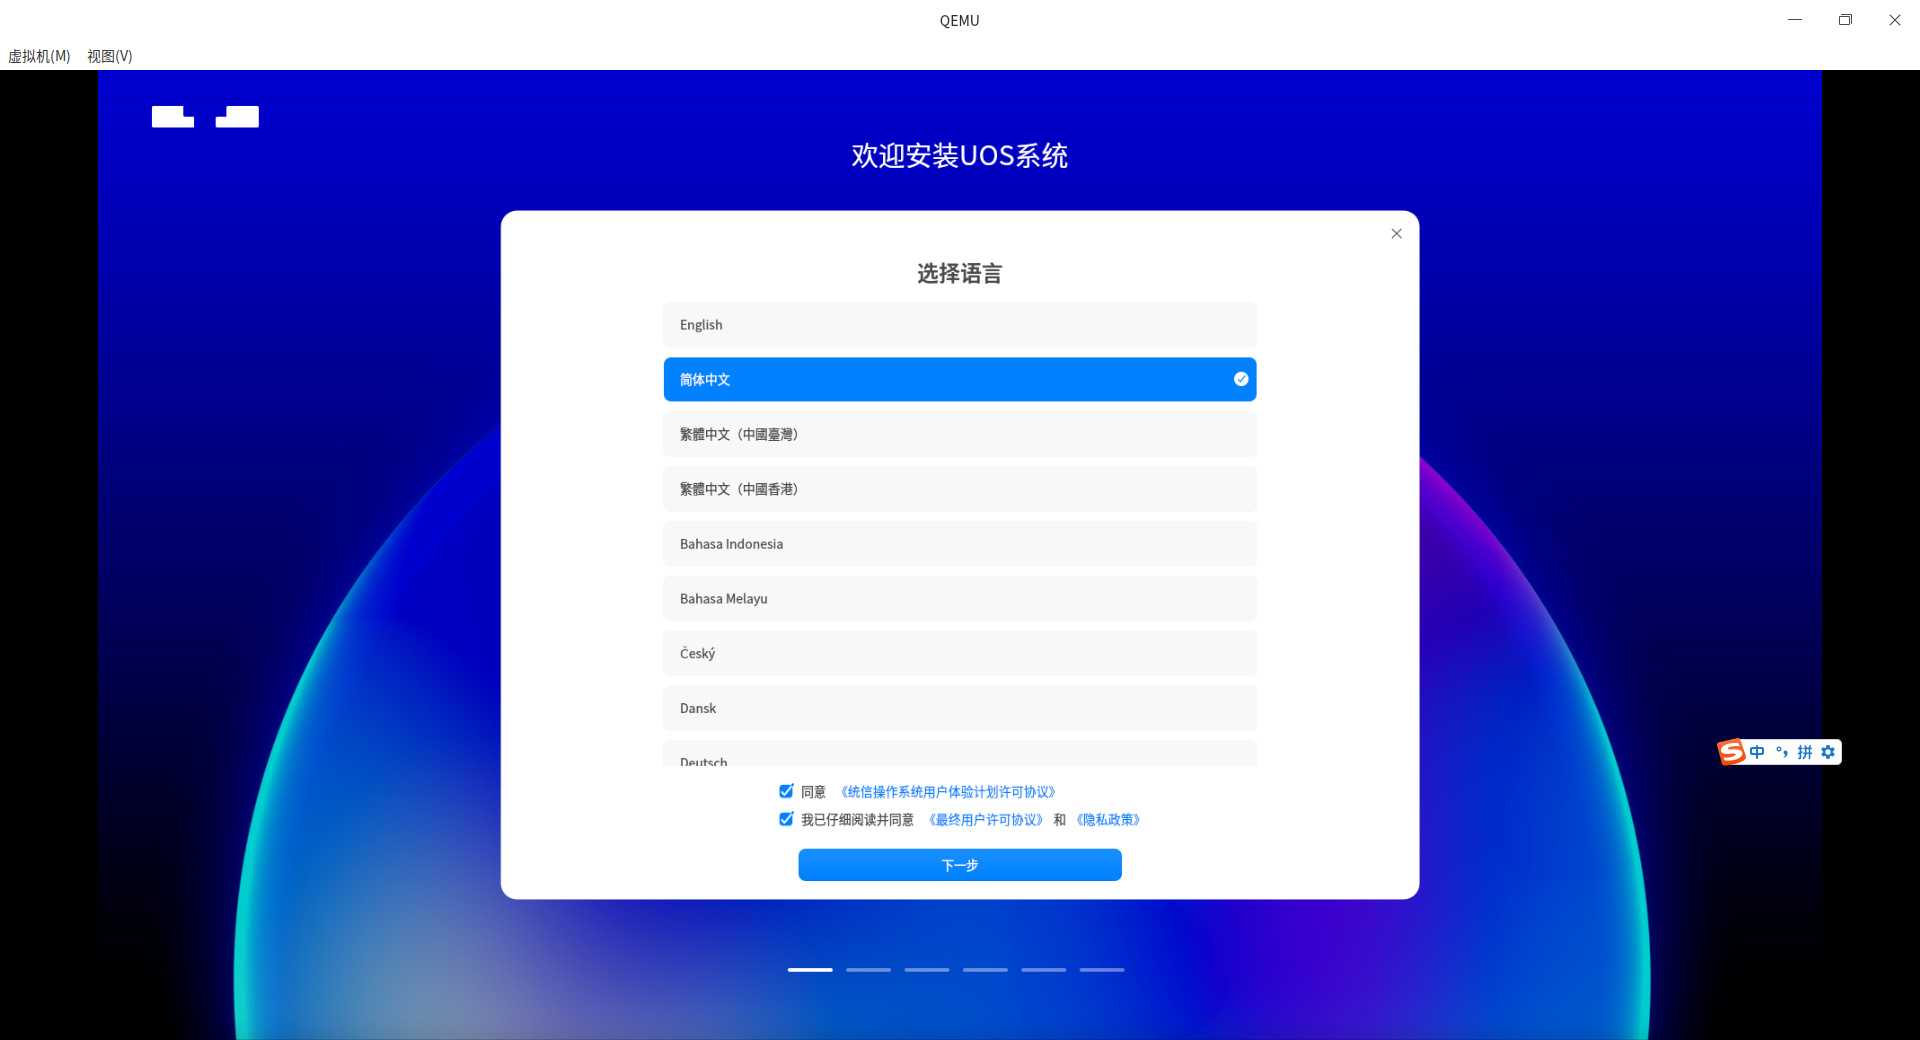 QEMU
虚拟机(M) 视图(V)
欢迎安装UOS系统
选择语言
English
简体中文
繁體中文（中國臺灣）
繁體中文（中國香港）
Bahasa Indonesia
Bahasa Melayu
Český
Dansk
Deutsch
同意 《统信操作系统用户体验计划许可协议》
我已仔细阅读并同意 《最终用户许可协议》 和 《隐私政策》
下一步
S 中 °, 拼